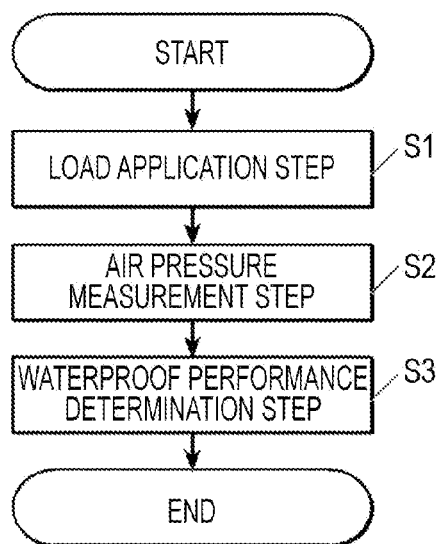 START
LOAD APPLICATION STEP
S1
AIR PRESSURE
MEASUREMENT STEP
S2
WATERPROOF PERFORMANCE
DETERMINATION STEP
S3
END